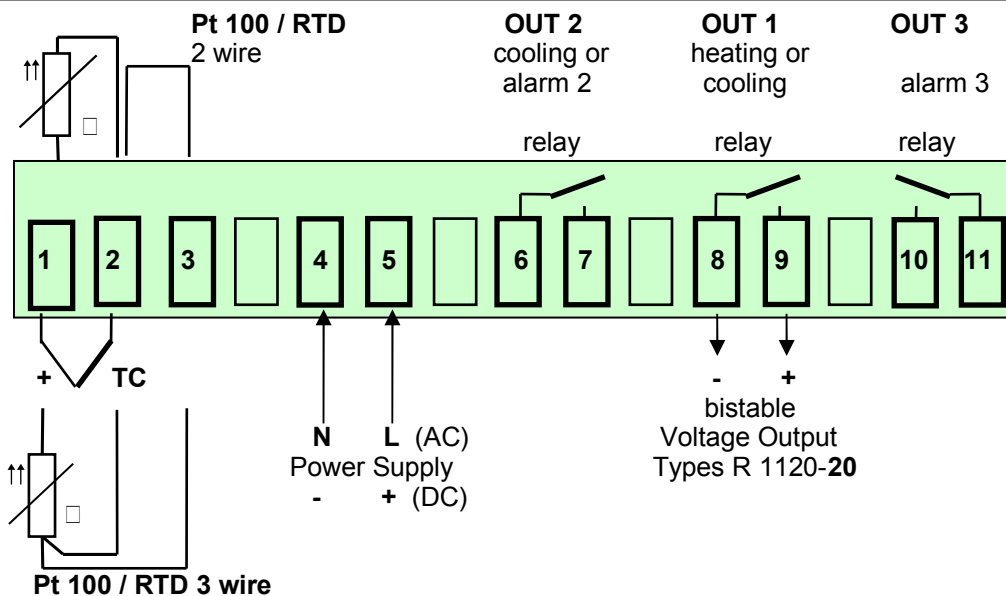 Pt 100 / RTD
2 wire
OUT 2
cooling or
alarm 2
relay
OUT 1
heating or
cooling
relay
OUT 3
alarm 3
relay
1 2 3 4 5 6 7 8 9 10 11
+ TC
N L (AC)
Power Supply
- + (DC)
- +
bistable
Voltage Output
Types R 1120-20
Pt 100 / RTD 3 wire